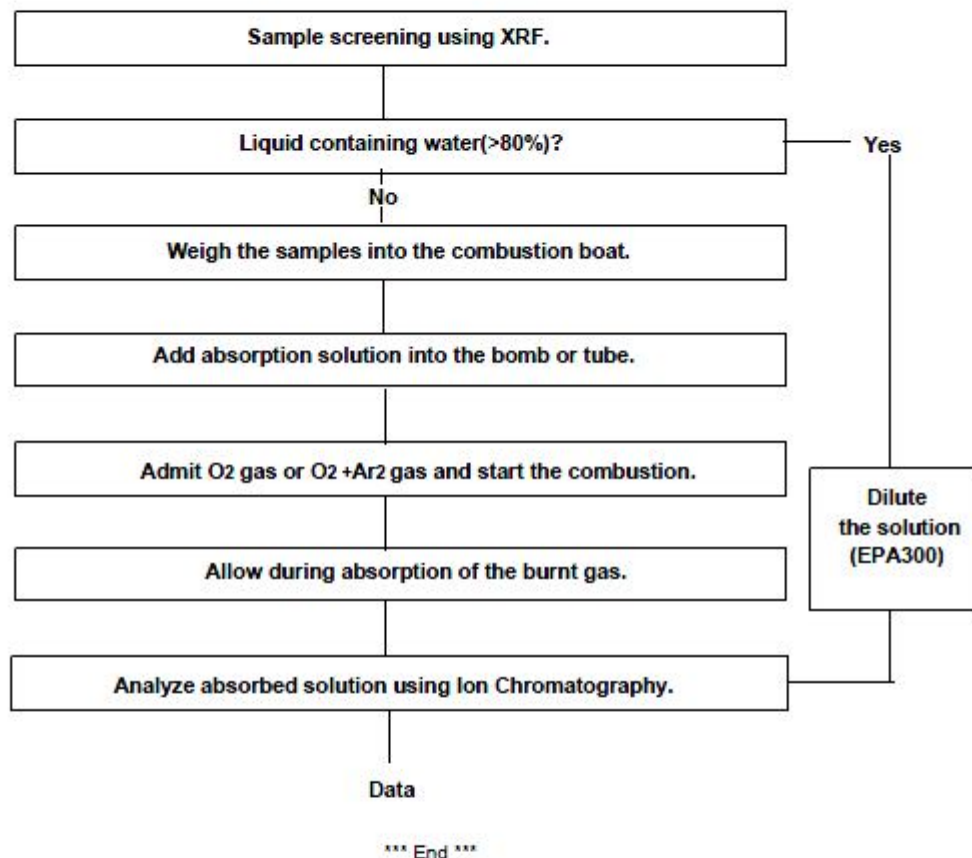 Sample screening using XRF.
Liquid containing water(>80%)?
Yes
No
Weigh the samples into the combustion boat.
Add absorption solution into the bomb or tube.
Admit O2 gas or O2 +Ar2 gas and start the combustion.
Dilute
the solution
(EPA300)
Allow during absorption of the burnt gas.
Analyze absorbed solution using Ion Chromatography.
Data
*** End ***